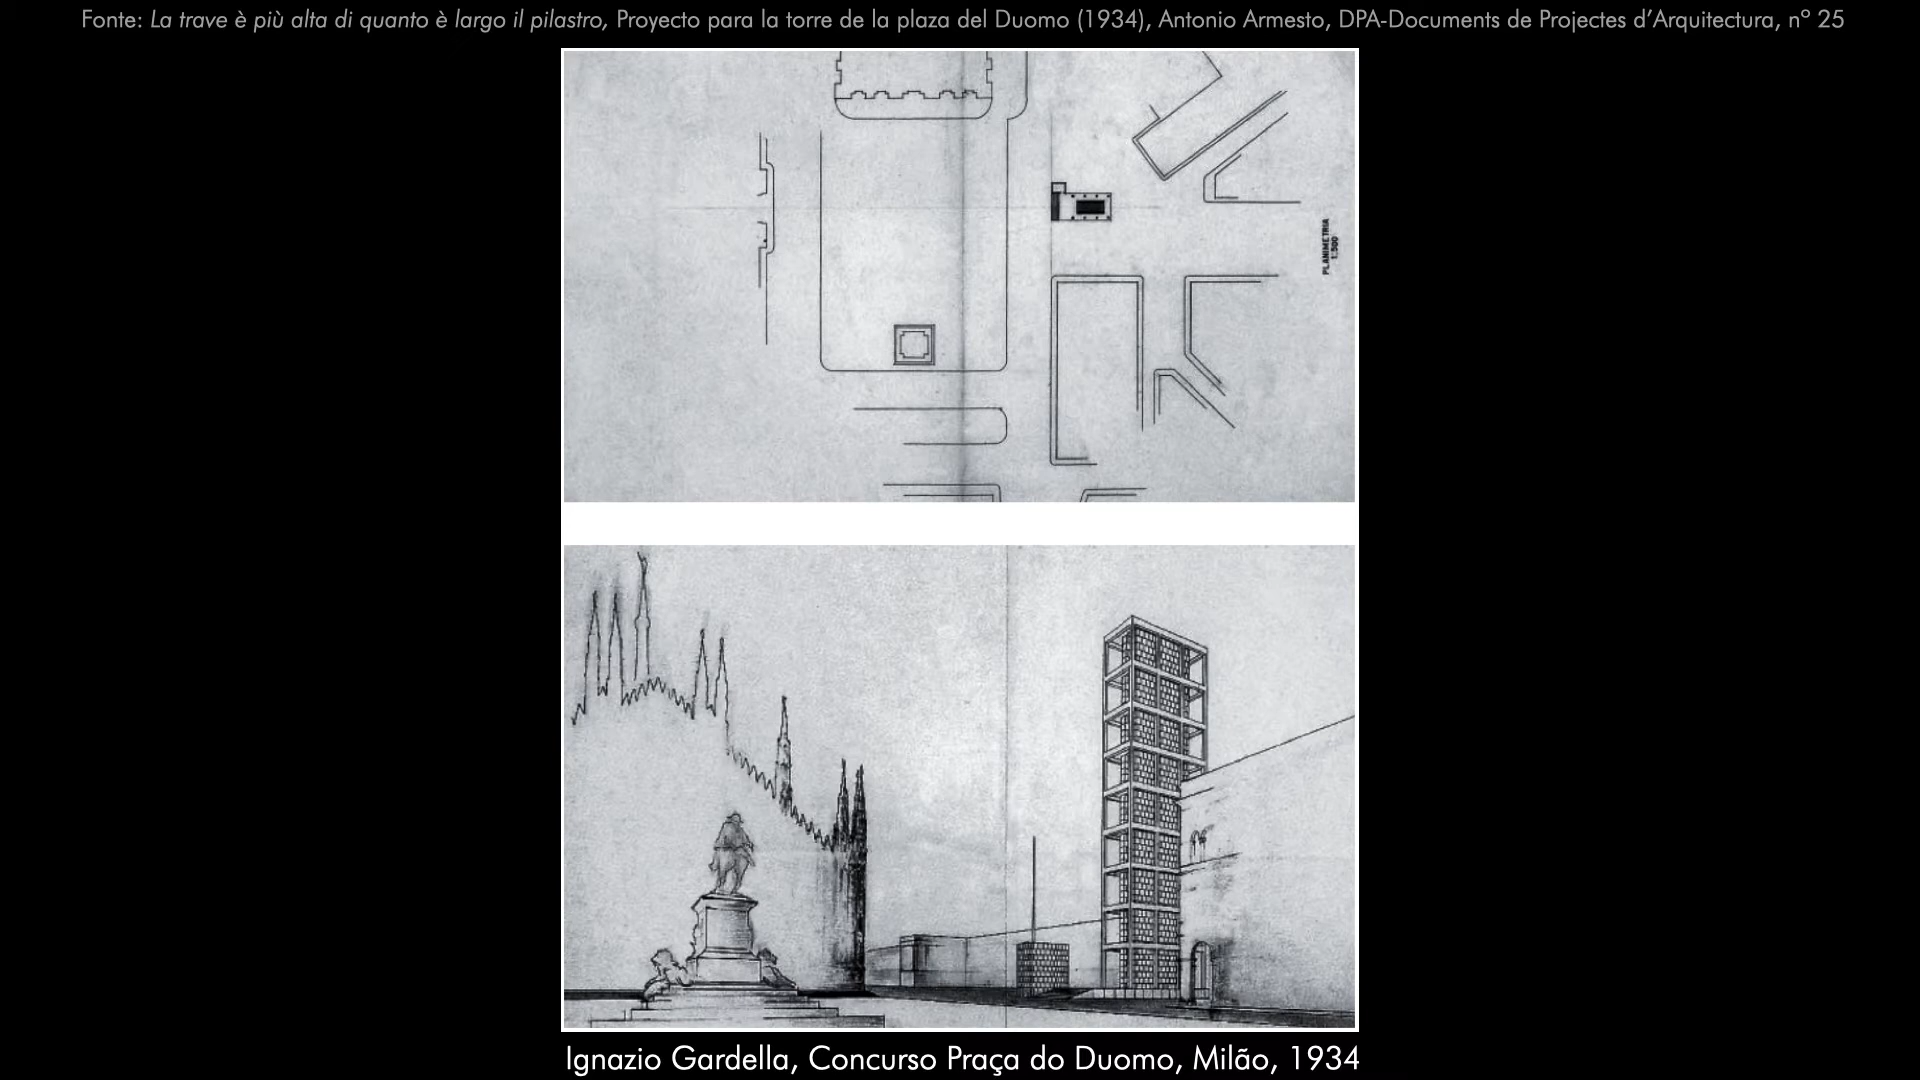 Fonte: La trave è più alta di quanto è largo il pilastro, Proyecto para la torre de la plaza del Duomo (1934), Antonio Armesto, DPA-Documents de Projectes d'Arquitectura, nº 25
PLANIMETRIA
1:500
Ignazio Gardella, Concurso Praça do Duomo, Milão, 1934